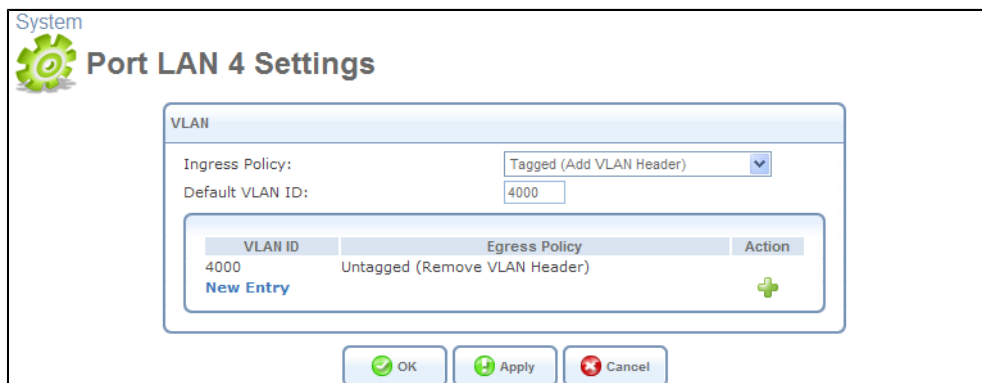 System
Port LAN 4 Settings
VLAN
Ingress Policy: Tagged (Add VLAN Header)
Default VLAN ID: 4000
VLAN ID Egress Policy Action
4000 Untagged (Remove VLAN Header)
New Entry
OK Apply Cancel